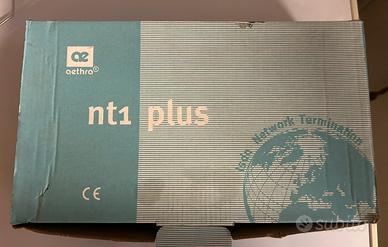 ae
aethra®
nt1 plus
Isdn Network Termination
CE
subito